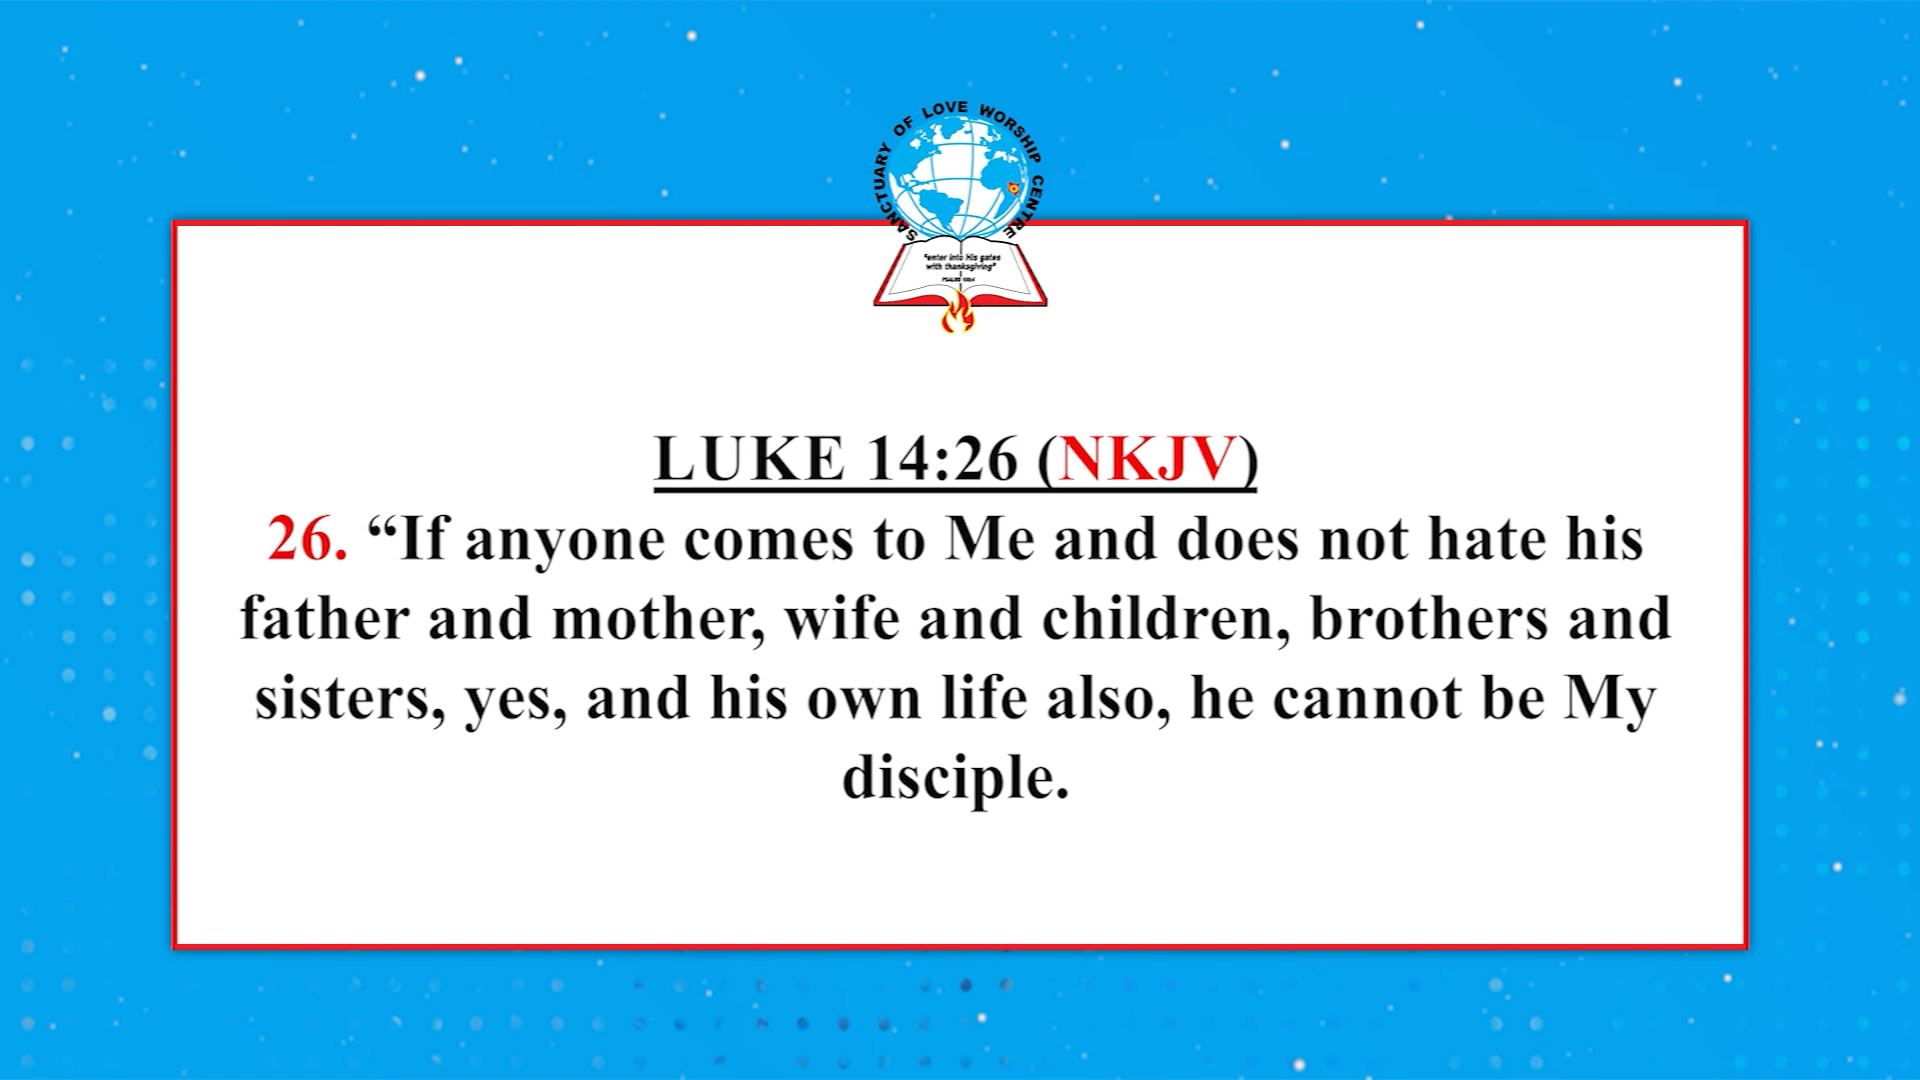 SANCTUARY OF LOVE WORSHIP CENTRE
"enter into His gates
with thanksgiving"
LUKE 14:26 (NKJV)
26. “If anyone comes to Me and does not hate his
father and mother, wife and children, brothers and
sisters, yes, and his own life also, he cannot be My
disciple.